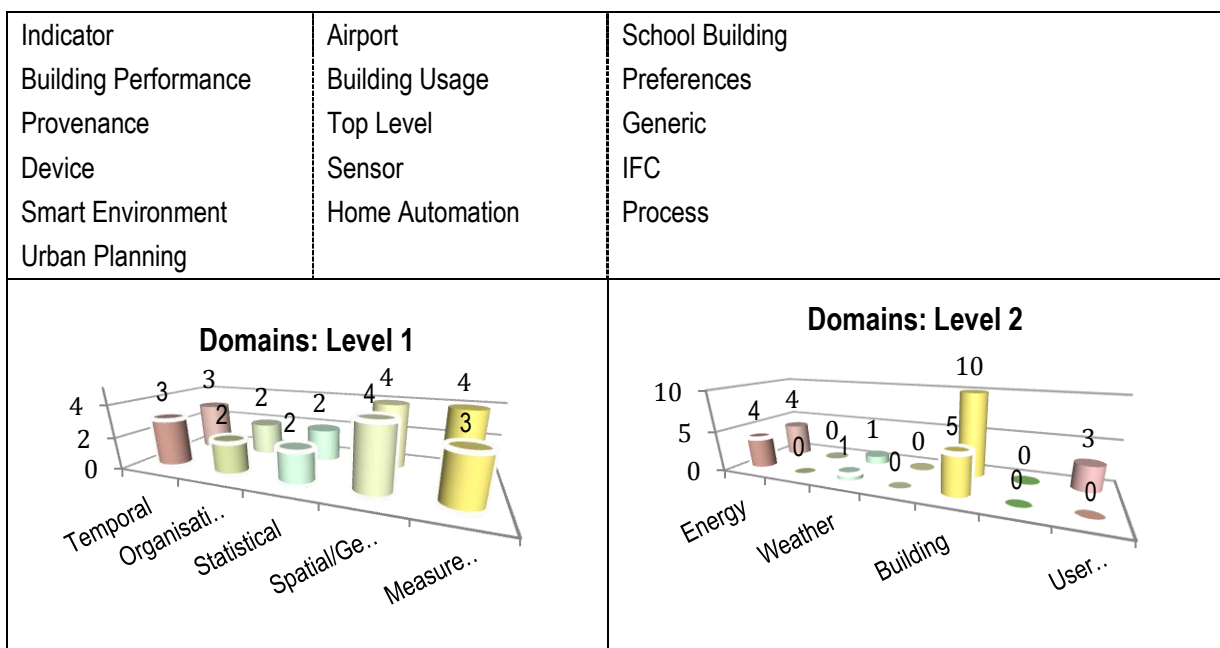 Indicator
Building Performance
Provenance
Device
Smart Environment
Urban Planning
Airport
Building Usage
Top Level
Sensor
Home Automation
School Building
Preferences
Generic
IFC
Process
Domains: Level 1
4
2
0
3 3
2 2
2 2
4 4
3 4
Temporal
Organisati..
Statistical
Spatial/Ge..
Measure..
Domains: Level 2
10
5
0
4 4
0 0
1 1
0 0
5 10
0 0
0 3
Energy
Weather
Building
User..